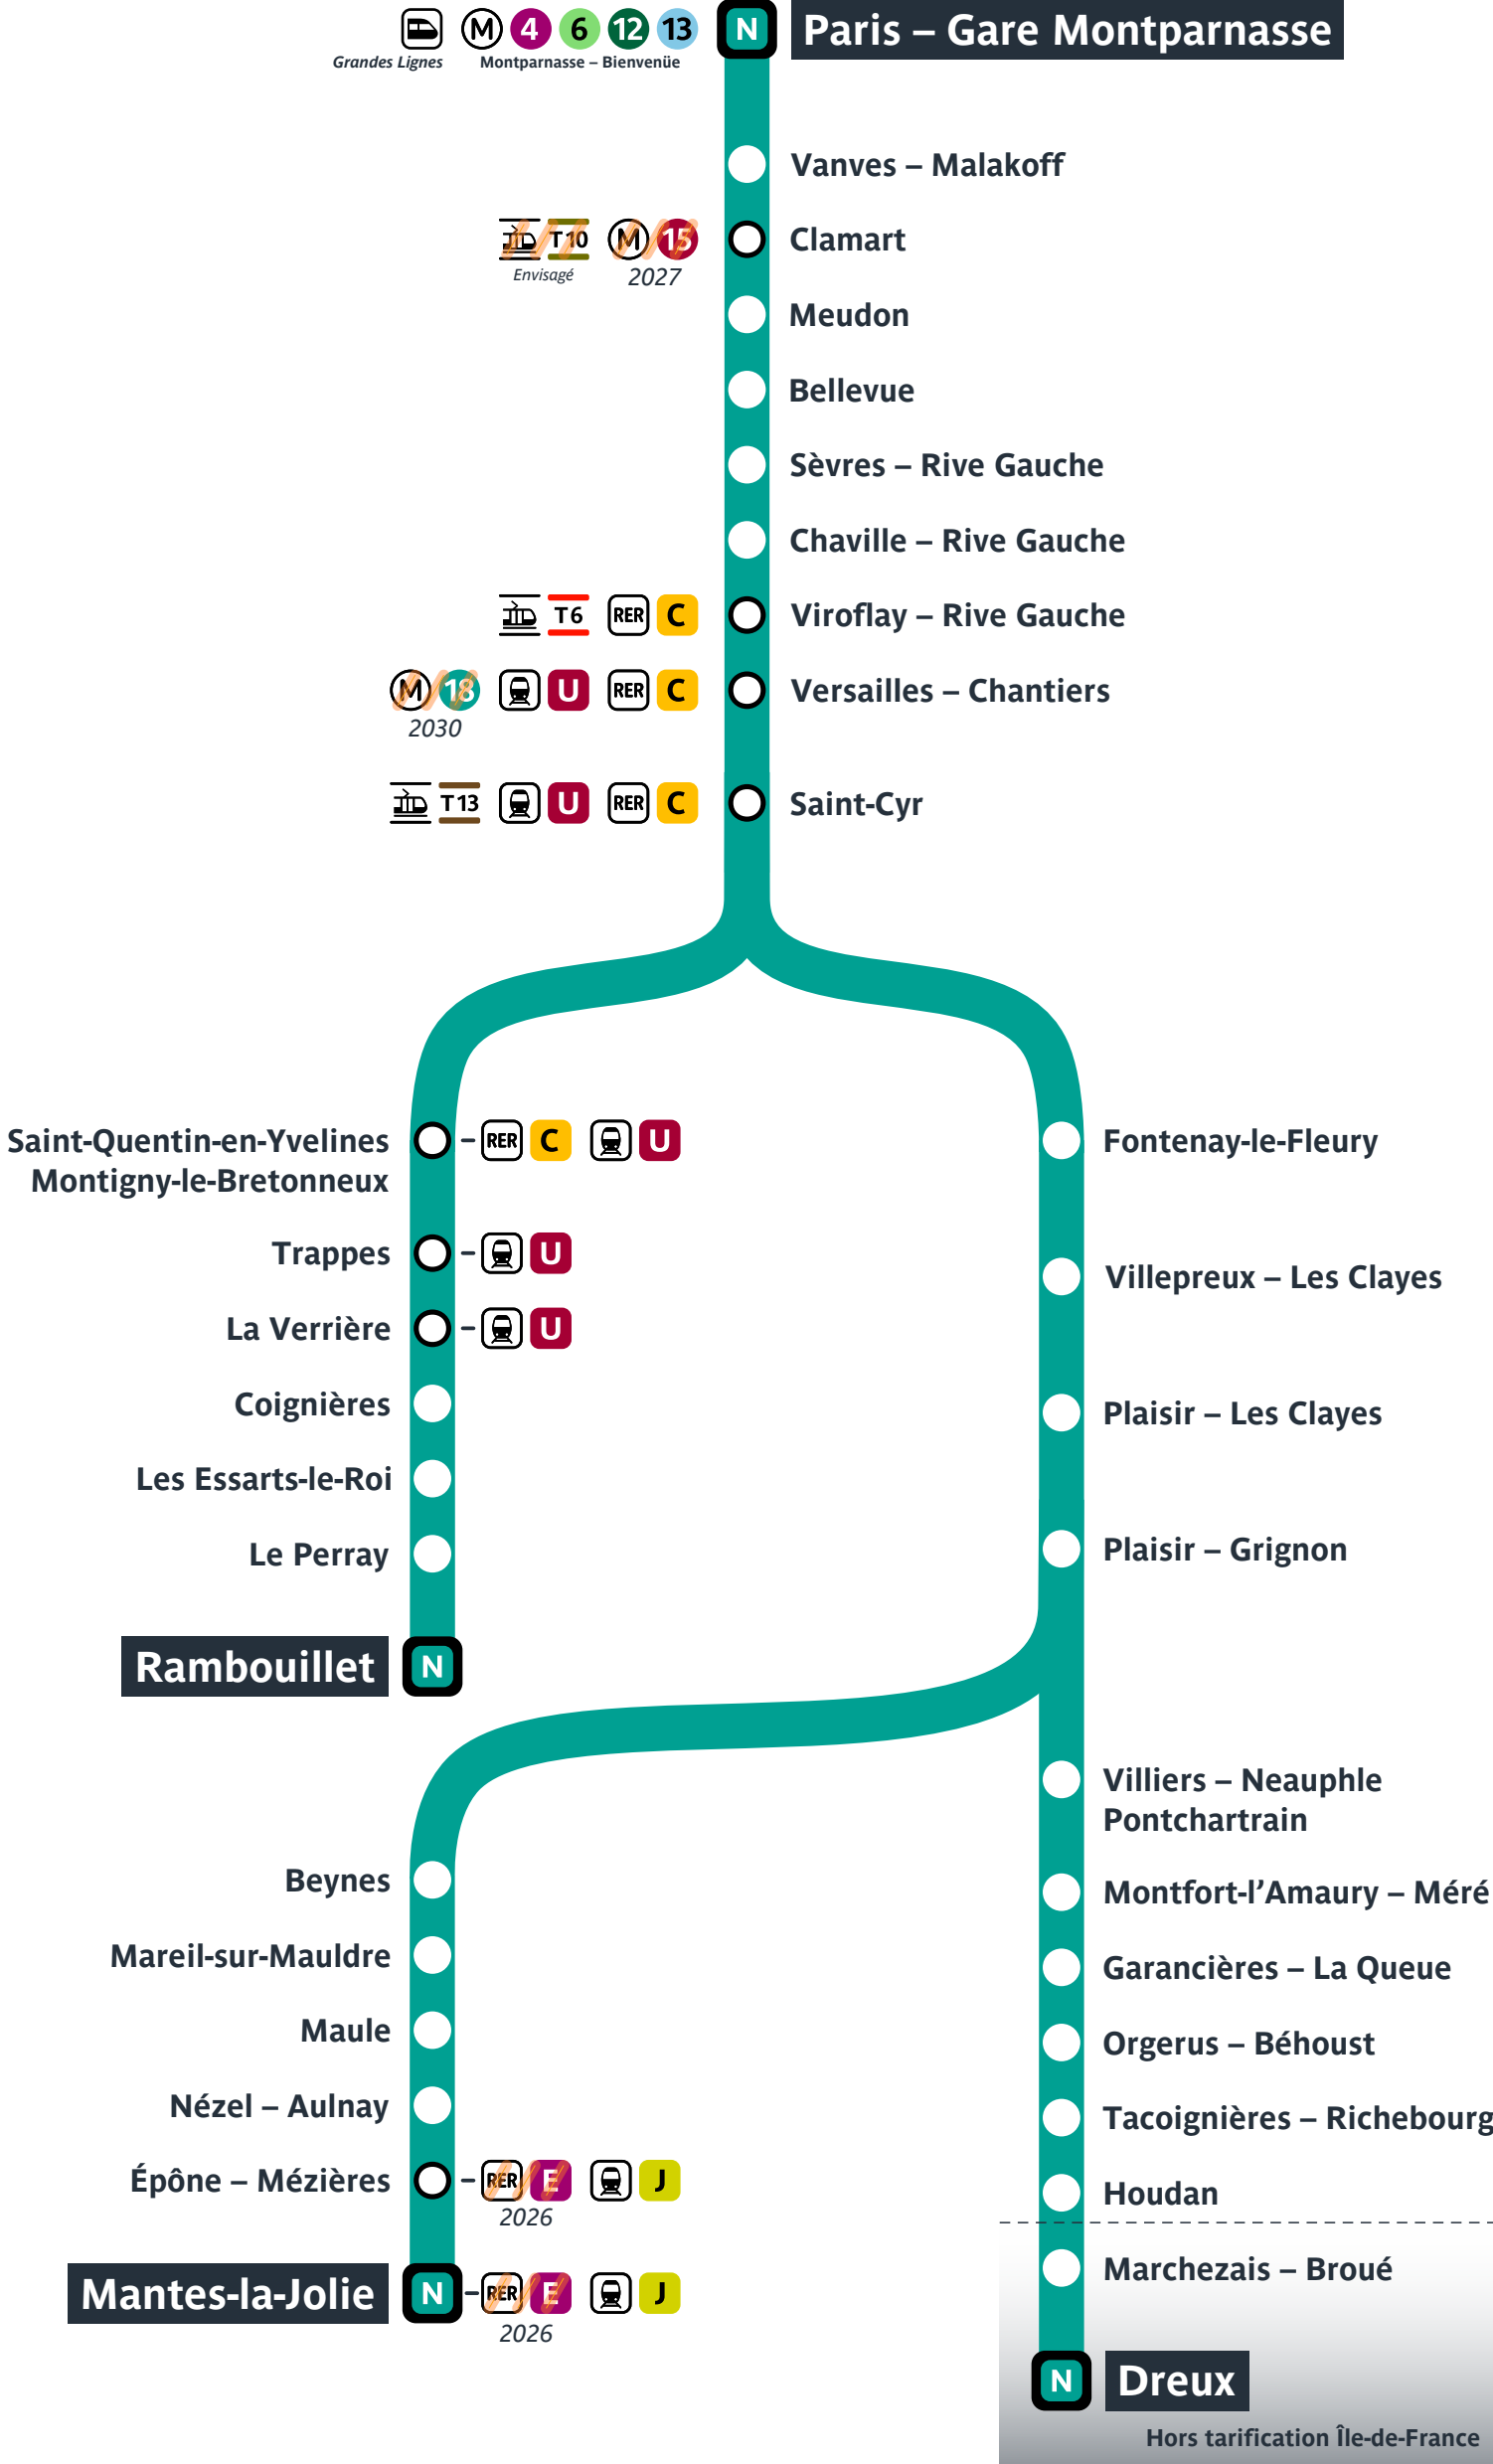 M 4 6 12 13 N Paris – Gare Montparnasse
Grandes Lignes Montparnasse – Bienvenüe
Vanves – Malakoff
T10 M 15 Clamart
Envisagé 2027
Meudon
Bellevue
Sèvres – Rive Gauche
Chaville – Rive Gauche
T6 RER C Viroflay – Rive Gauche
M 18 U RER C Versailles – Chantiers
2030
T13 U RER C Saint-Cyr
Saint-Quentin-en-Yvelines RER C U
Montigny-le-Bretonneux
Trappes U
La Verrière U
Coignières
Les Essarts-le-Roi
Le Perray
Rambouillet N
Fontenay-le-Fleury
Villepreux – Les Clayes
Plaisir – Les Clayes
Plaisir – Grignon
Beynes
Mareil-sur-Mauldre
Maule
Nézel – Aulnay
Épône – Mézières RER E J
2026
Mantes-la-Jolie N RER E J
2026
Villiers – Neauphle
Pontchartrain
Montfort-l’Amaury – Méré
Garancières – La Queue
Orgerus – Béhoust
Tacoignières – Richebourg
Houdan
Marchezais – Broué
N Dreux
Hors tarification Île-de-France